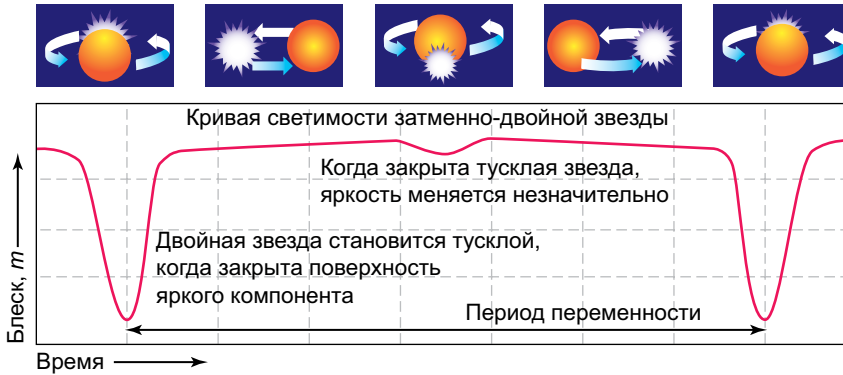 Кривая светимости затменно-двойной звезды
Когда закрыта тусклая звезда,
яркость меняется незначительно
Двойная звезда становится тусклой,
когда закрыта поверхность
яркого компонента
Период переменности
Блеск, m
Время